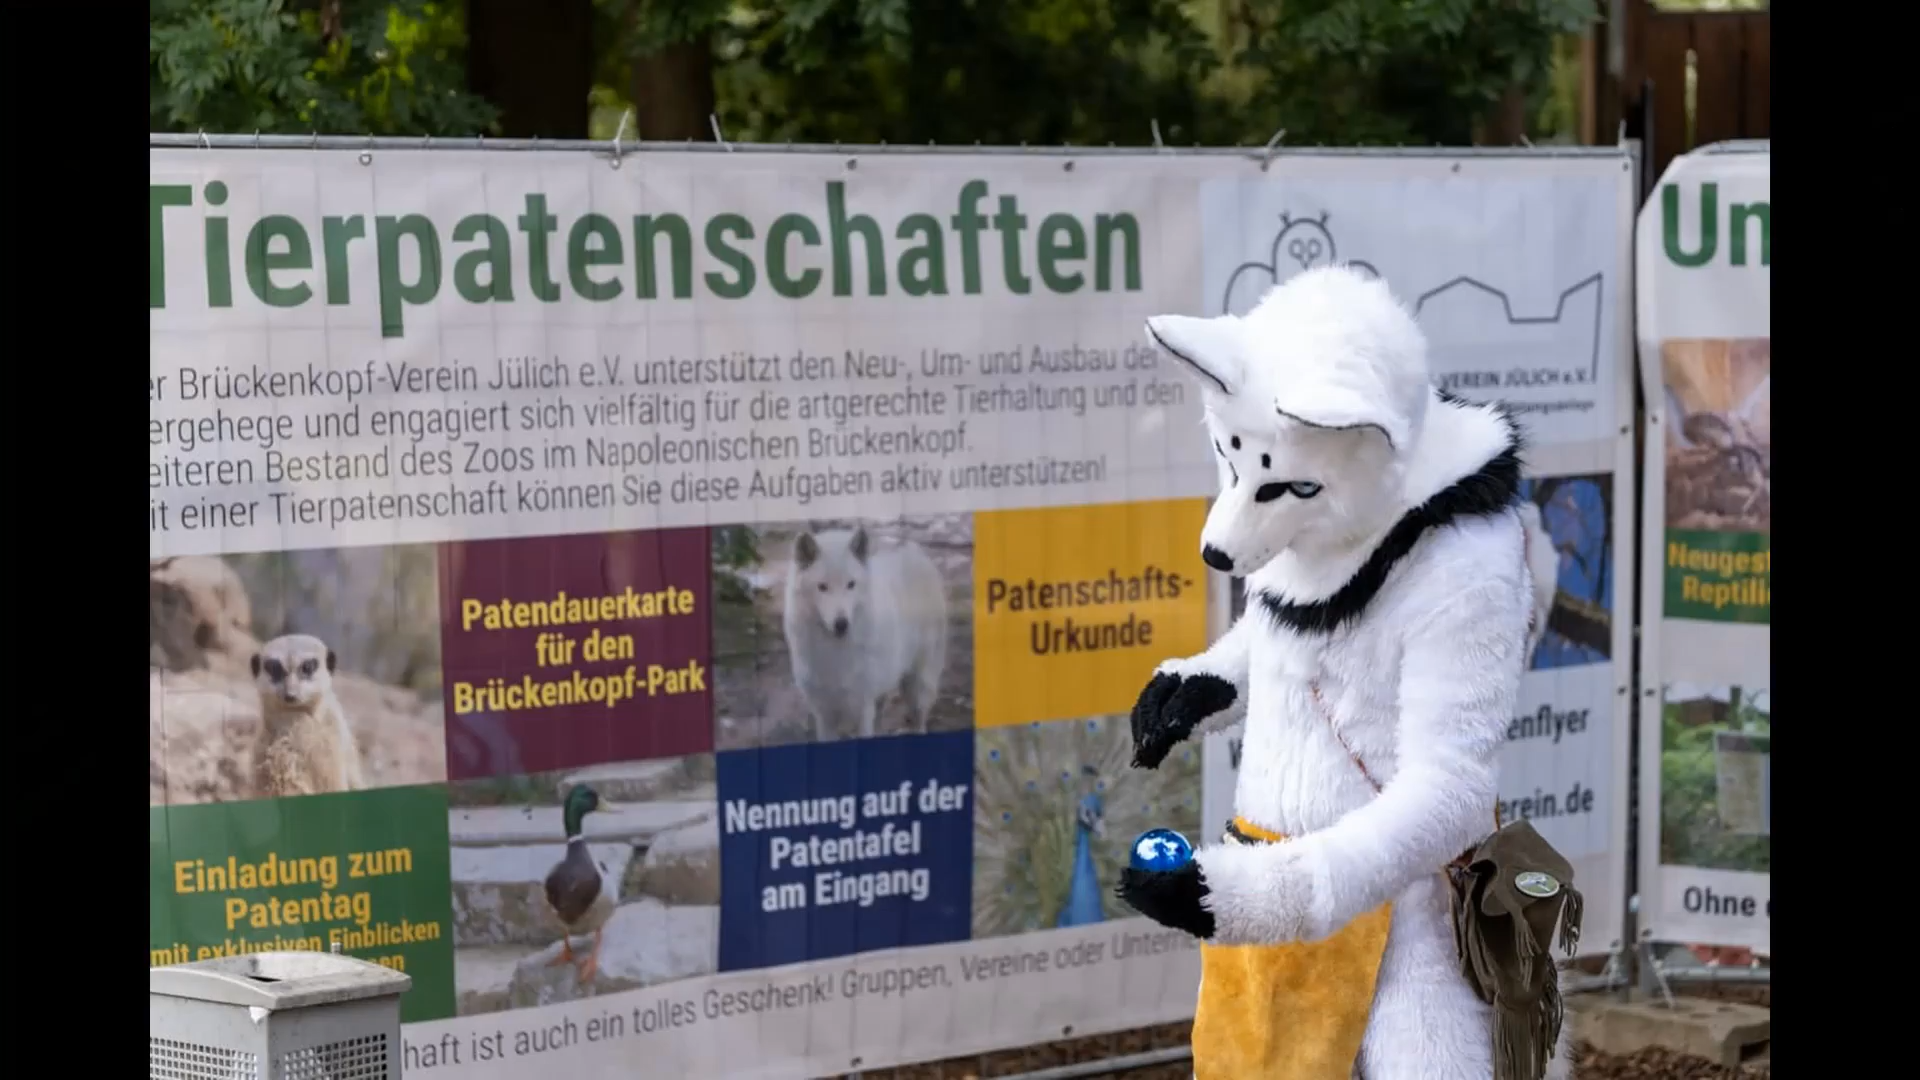 Tierpatenschaften
er Brückenkopf-Verein Jülich e.V. unterstützt den Neu-, Um- und Ausbau der
ergehege und engagiert sich vielfältig für die artgerechte Tierhaltung und den
eiteren Bestand des Zoos im Napoleonischen Brückenkopf.
it einer Tierpatenschaft können Sie diese Aufgaben aktiv unterstützen!
VEREIN JÜLICH e.V.
Patendauerkarte
für den
Brückenkopf-Park
Patenschafts-
Urkunde
Einladung zum
Patentag
mit exklusiven Einblicken
Nennung auf der
Patentafel
am Eingang
enflyer
erein.de
haft ist auch ein tolles Geschenk! Gruppen, Vereine oder Unterne
Un
Neugest
Reptili
Ohne